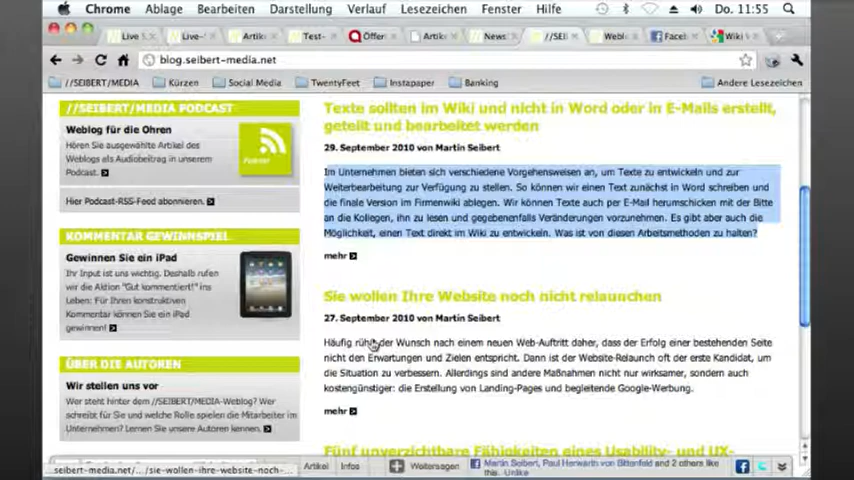 Chrome Ablage Bearbeiten Darstellung Verlauf Lesezeichen Fenster Hilfe Do. 11:55
Live Live- Artike Test- Offer Artike News //SEI Webl Faceb Wiki V
blog.seibert-media.net
//SEIBERT/MEDIA Kürzen Social Media TwentyFeet Instapaper Banking Andere Lesezeichen
//SEIBERT/MEDIA PODCAST
Weblog für die Ohren
Hören Sie ausgewählte Artikel des
Weblogs als Audiobeitrag in unserem
Podcast.
Podcast
Hier Podcast-RSS-Feed abonnieren.
KOMMENTAR GEWINNSPIEL
Gewinnen Sie ein iPad
Ihr Input ist uns wichtig. Deshalb rufen
wir die Aktion "Gut kommentiert!" ins
Leben: Für Ihren konstruktiven
Kommentar können Sie ein iPad
gewinnen!
ÜBER DIE AUTOREN
Wir stellen uns vor
Wer steht hinter dem //SEIBERT/MEDIA-Weblog? Wer
schreibt für Sie und welche Rolle spielen die Mitarbeiter im
Unternehmen? Lernen Sie unsere Autoren kennen.
Texte sollten im Wiki und nicht in Word oder in E-Mails erstellt,
geteilt und bearbeitet werden
29. September 2010 von Martin Seibert
Im Unternehmen bieten sich verschiedene Vorgehensweisen an, um Texte zu entwickeln und zur
Weiterbearbeitung zur Verfügung zu stellen. So können wir einen Text zunächst in Word schreiben und
die finale Version im Firmenwiki ablegen. Wir können Texte auch per E-Mail herumschicken mit der Bitte
an die Kollegen, ihn zu lesen und gegebenenfalls Veränderungen vorzunehmen. Es gibt aber auch die
Möglichkeit, einen Text direkt im Wiki zu entwickeln. Was ist von diesen Arbeitsmethoden zu halten?
mehr
Sie wollen Ihre Website noch nicht relaunchen
27. September 2010 von Martin Seibert
Häufig rührt der Wunsch nach einem neuen Web-Auftritt daher, dass der Erfolg einer bestehenden Seite
nicht den Erwartungen und Zielen entspricht. Dann ist der Website-Relaunch oft der erste Kandidat, um
die Situation zu verbessern. Allerdings sind andere Maßnahmen nicht nur wirksamer, sondern auch
kostengünstiger: die Erstellung von Landing-Pages und begleitende Google-Werbung.
mehr
Fünf unverzichtbare Fähigkeiten eines Usability- und UX-
seibert-media.net/.../sie-wollen-ihre-website-noch-... Artikel Infos Weitersagen Martin Seibert, Paul Herwarth von Bittenfeld and 2 others like
this. Unlike